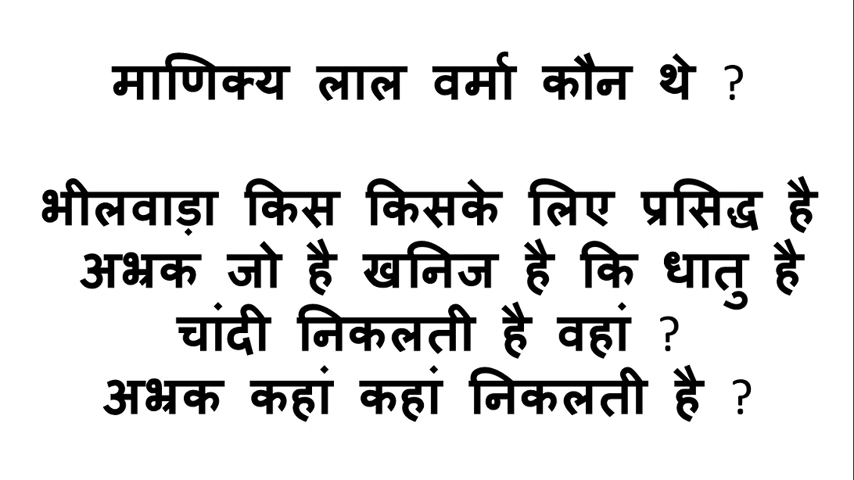 माणिक्य लाल वर्मा कौन थे ?
भीलवाड़ा किस किसके लिए प्रसिद्ध है
अभ्रक जो है खनिज है कि धातु है
चांदी निकलती है वहां ?
अभ्रक कहां कहां निकलती है ?